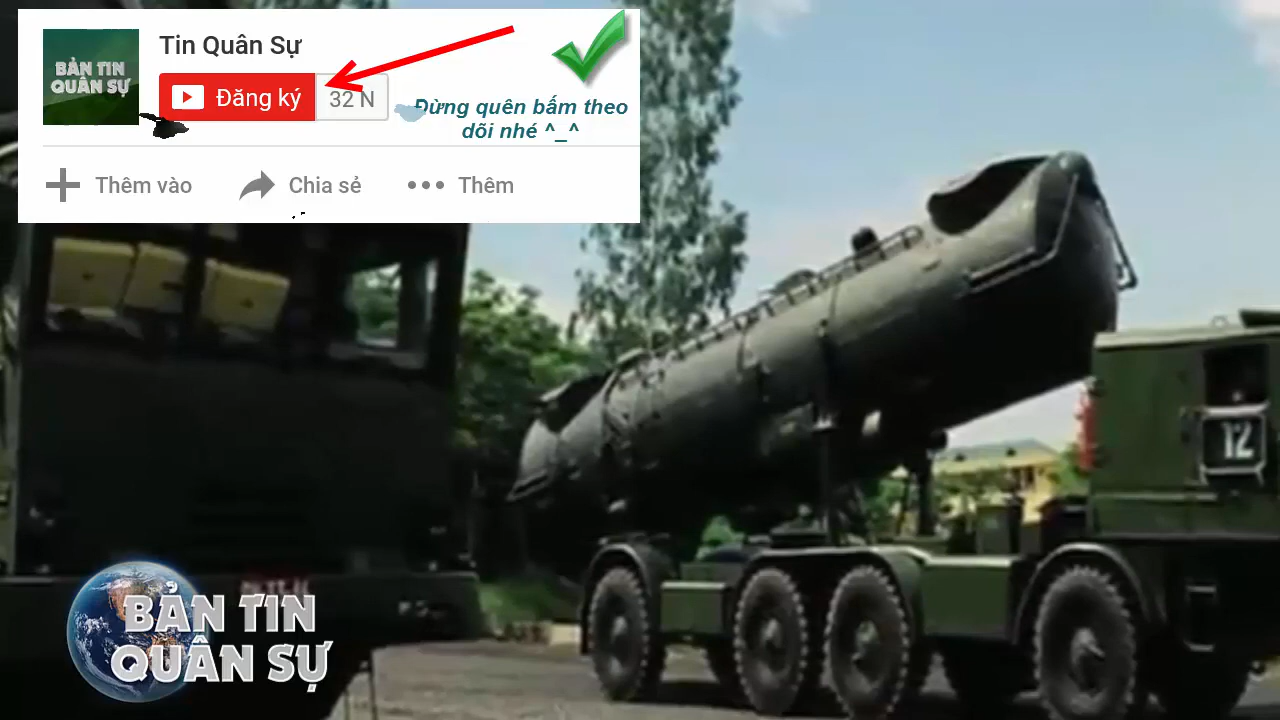 Tin Quân Sự
BẢN TIN
QUÂN SỰ
Đăng ký
32 N
Đừng quên bấm theo
dõi nhé ^_^
Thêm vào
Chia sẻ
Thêm
12
BẢN TIN
QUÂN SỰ